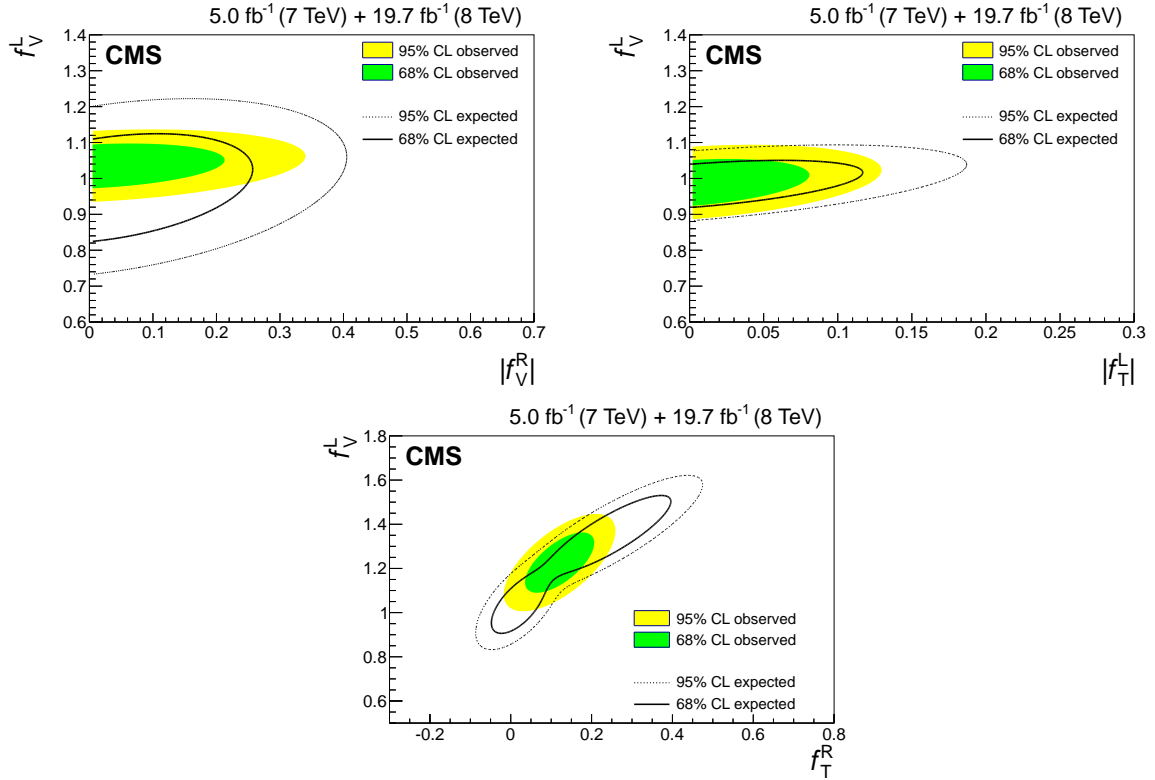 5.0 fb⁻¹ (7 TeV) + 19.7 fb⁻¹ (8 TeV)
f_V^L
CMS
95% CL observed
68% CL observed
95% CL expected
68% CL expected
1.4
1.3
1.2
1.1
1
0.9
0.8
0.7
0.6
0 0.1 0.2 0.3 0.4 0.5 0.6 0.7
|f_V^R|
5.0 fb⁻¹ (7 TeV) + 19.7 fb⁻¹ (8 TeV)
f_V^L
CMS
95% CL observed
68% CL observed
95% CL expected
68% CL expected
1.4
1.3
1.2
1.1
1
0.9
0.8
0.7
0.6
0 0.05 0.1 0.15 0.2 0.25 0.3
|f_T^L|
5.0 fb⁻¹ (7 TeV) + 19.7 fb⁻¹ (8 TeV)
f_V^L
CMS
1.8
1.6
1.4
1.2
1
0.8
0.6
95% CL observed
68% CL observed
95% CL expected
68% CL expected
-0.2 0 0.2 0.4 0.6 0.8
f_T^R